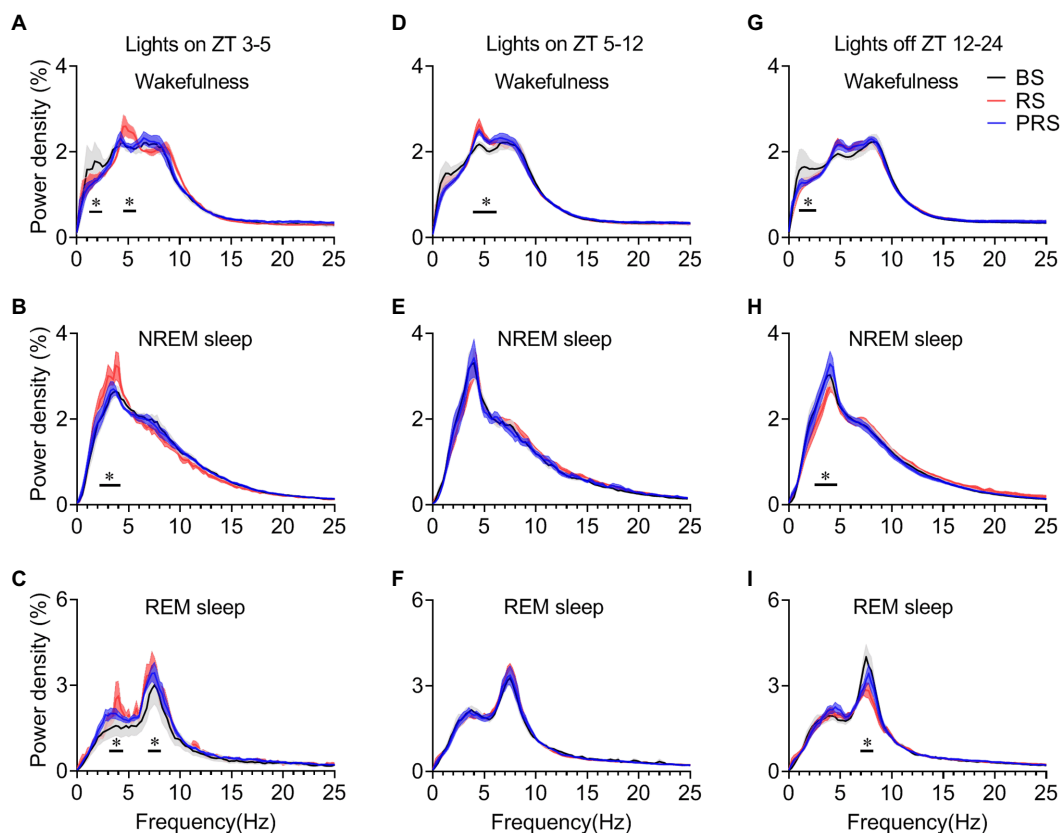 A
Lights on ZT 3-5
Wakefulness
Power density (%)
4
2
0
0 5 10 15 20 25
* *
D
Lights on ZT 5-12
Wakefulness
4
2
0
0 5 10 15 20 25
*
G
Lights off ZT 12-24
Wakefulness
BS
RS
PRS
4
2
0
0 5 10 15 20 25
*
B
NREM sleep
Power density (%)
4
2
0
0 5 10 15 20 25
*
E
NREM sleep
4
2
0
0 5 10 15 20 25
H
NREM sleep
4
2
0
0 5 10 15 20 25
*
C
REM sleep
Power density (%)
6
3
0
0 5 10 15 20 25
* *
Frequency(Hz)
F
REM sleep
6
3
0
0 5 10 15 20 25
Frequency(Hz)
I
REM sleep
6
3
0
0 5 10 15 20 25
*
Frequency(Hz)